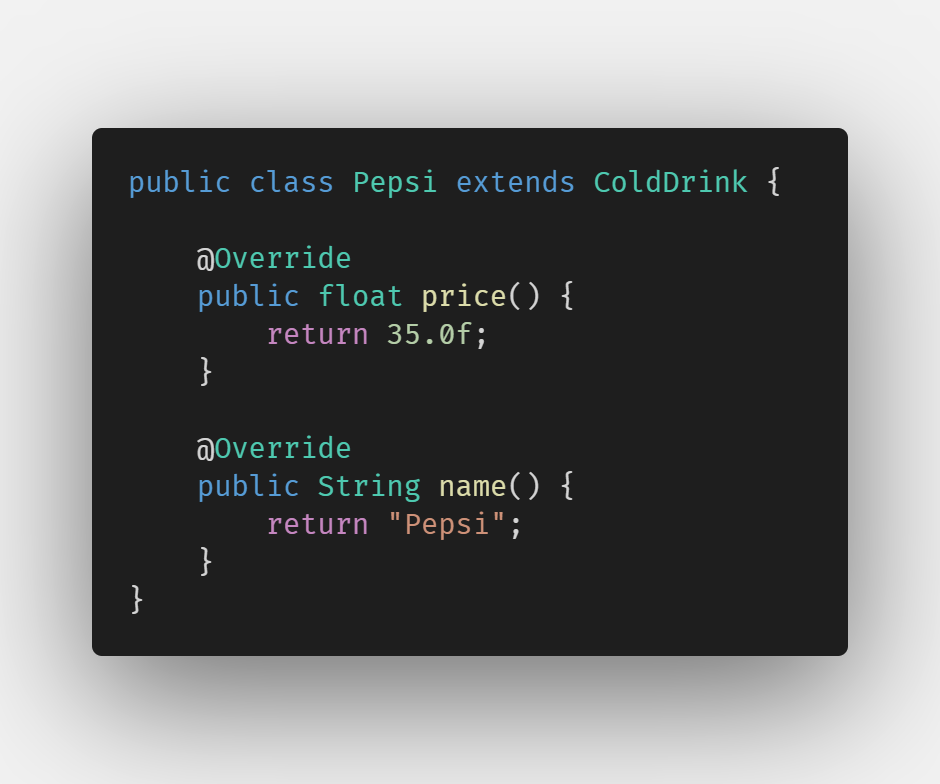 public class Pepsi extends ColdDrink {
    @Override
    public float price() {
        return 35.0f;
    }
    @Override
    public String name() {
        return "Pepsi";
    }
}